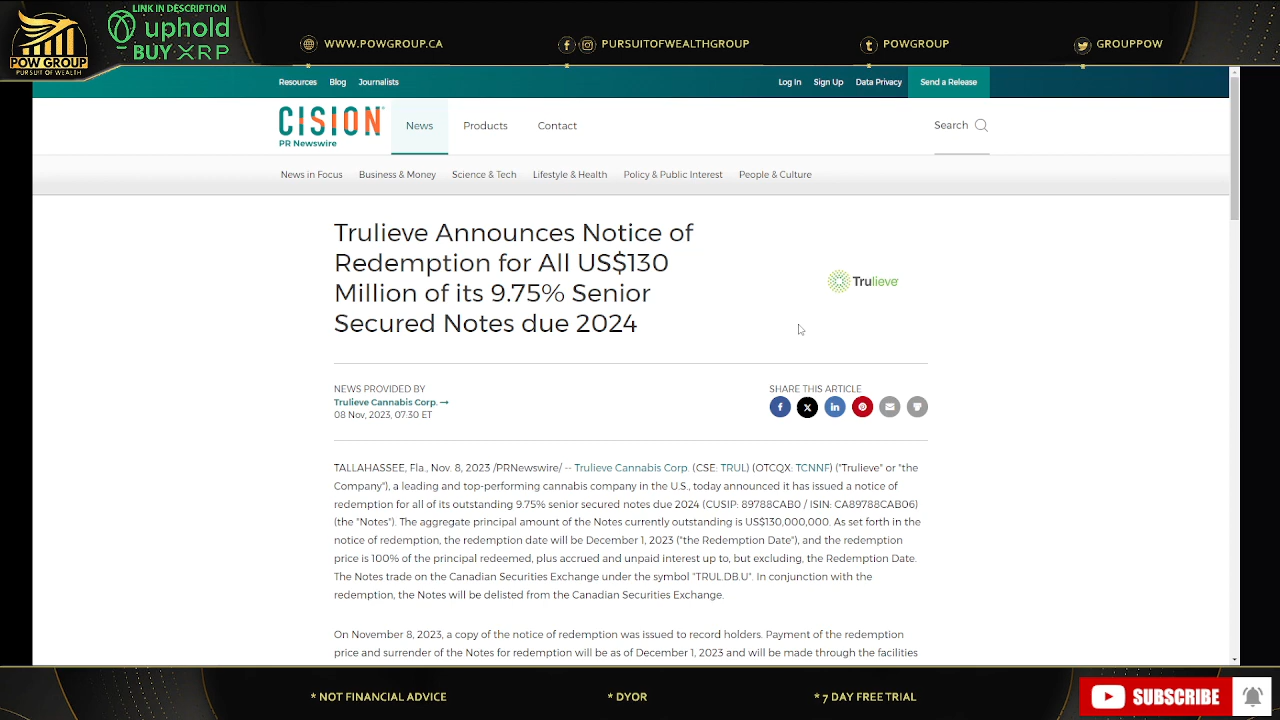 LINK IN DESCRIPTION
uphold
BUY XRP
POW GROUP
PURSUIT OF WEALTH
WWW.POWGROUP.CA
PURSUITOFWEALTHGROUP
POWGROUP
GROUPPOW
Resources Blog Journalists
Log In Sign Up Data Privacy Send a Release
CISION
PR Newswire
News Products Contact
Search
News in Focus Business & Money Science & Tech Lifestyle & Health Policy & Public Interest People & Culture
Trulieve Announces Notice of
Redemption for All US$130
Million of its 9.75% Senior
Secured Notes due 2024
Trulieve
NEWS PROVIDED BY
Trulieve Cannabis Corp. →
08 Nov, 2023, 07:30 ET
SHARE THIS ARTICLE
TALLAHASSEE, Fla., Nov. 8, 2023 /PRNewswire/ -- Trulieve Cannabis Corp. (CSE: TRUL) (OTCQX: TCNNF) ("Trulieve" or "the
Company"), a leading and top-performing cannabis company in the U.S., today announced it has issued a notice of
redemption for all of its outstanding 9.75% senior secured notes due 2024 (CUSIP: 89788CAB0 / ISIN: CA89788CAB06)
(the "Notes"). The aggregate principal amount of the Notes currently outstanding is US$130,000,000. As set forth in the
notice of redemption, the redemption date will be December 1, 2023 ("the Redemption Date"), and the redemption
price is 100% of the principal redeemed, plus accrued and unpaid interest up to, but excluding, the Redemption Date.
The Notes trade on the Canadian Securities Exchange under the symbol "TRUL.DB.U". In conjunction with the
redemption, the Notes will be delisted from the Canadian Securities Exchange.
On November 8, 2023, a copy of the notice of redemption was issued to record holders. Payment of the redemption
price and surrender of the Notes for redemption will be as of December 1, 2023 and will be made through the facilities
* NOT FINANCIAL ADVICE
* DYOR
* 7 DAY FREE TRIAL
SUBSCRIBE